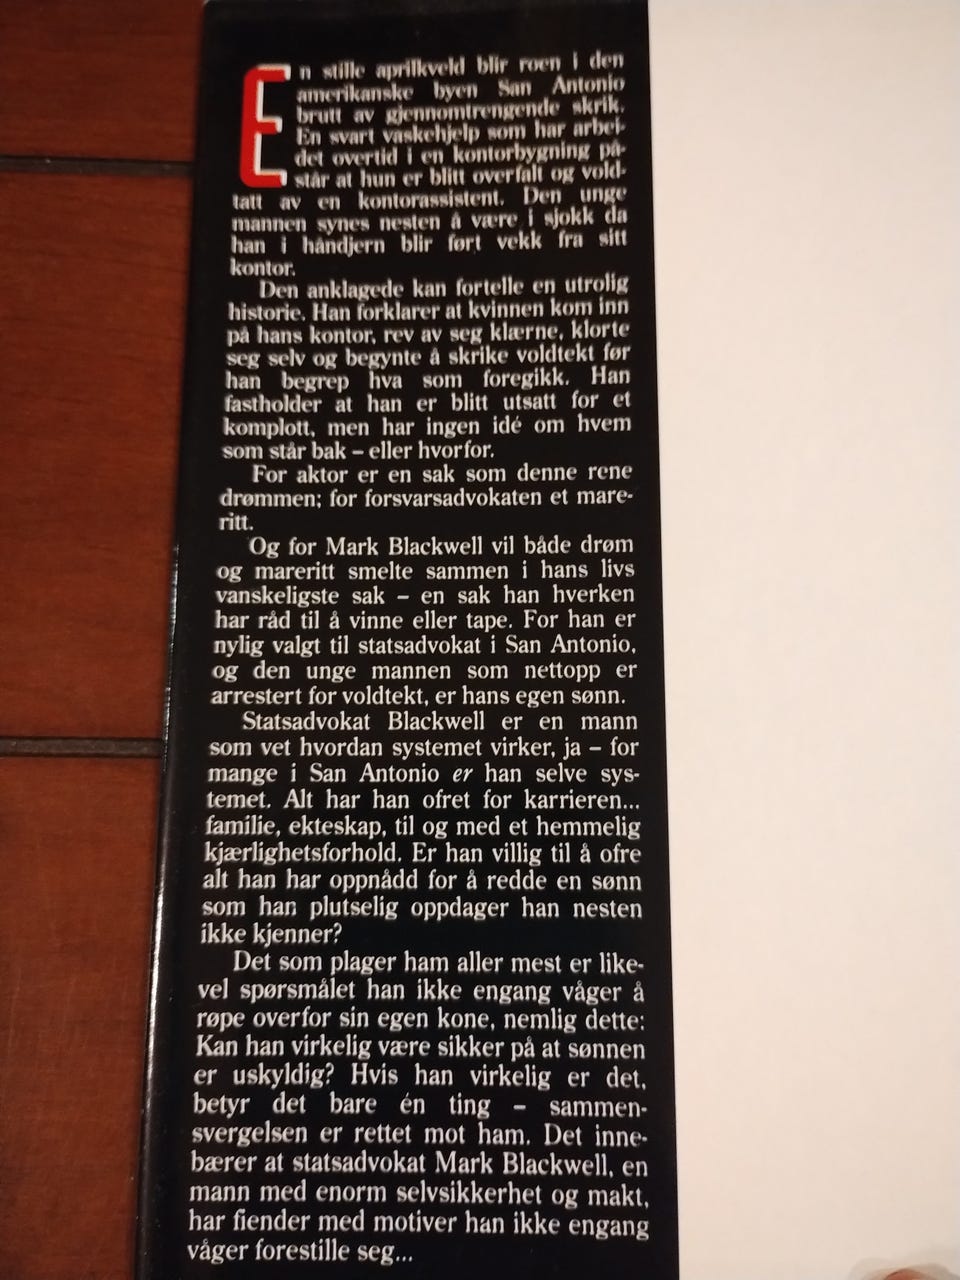 En stille aprilkveld blir roen i den
amerikanske byen San Antonio
brutt av gjennomtrengende skrik.
En svart vaskehjelp som har arbei-
det overtid i en kontorbygning på-
står at hun er blitt overfalt og vold-
tatt av en kontorassistent. Den unge
mannen synes nesten å være i sjokk da
han i håndjern blir ført vekk fra sitt
kontor.
Den anklagede kan fortelle en utrolig
historie. Han forklarer at kvinnen kom inn
på hans kontor, rev av seg klærne, klorte
seg selv og begynte å skrike voldtekt før
han begrep hva som foregikk. Han
fastholder at han er blitt utsatt for et
komplott, men har ingen idé om hvem
som står bak – eller hvorfor.
For aktor er en sak som denne rene
drømmen; for forsvarsadvokaten et mare-
ritt.
Og for Mark Blackwell vil både drøm
og mareritt smelte sammen i hans livs
vanskeligste sak – en sak han hverken
har råd til å vinne eller tape. For han er
nylig valgt til statsadvokat i San Antonio,
og den unge mannen som nettopp er
arrestert for voldtekt, er hans egen sønn.
Statsadvokat Blackwell er en mann
som vet hvordan systemet virker, ja – for
mange i San Antonio er han selve sys-
temet. Alt har han ofret for karrieren...
familie, ekteskap, til og med et hemmelig
kjærlighetsforhold. Er han villig til å ofre
alt han har oppnådd for å redde en sønn
som han plutselig oppdager han nesten
ikke kjenner?
Det som plager ham aller mest er like-
vel spørsmålet han ikke engang våger å
røpe overfor sin egen kone, nemlig dette:
Kan han virkelig være sikker på at sønnen
er uskyldig? Hvis han virkelig er det,
betyr det bare én ting – sammen-
svergelsen er rettet mot ham. Det inne-
bærer at statsadvokat Mark Blackwell, en
mann med enorm selvsikkerhet og makt,
har fiender med motiver han ikke engang
våger forestille seg...